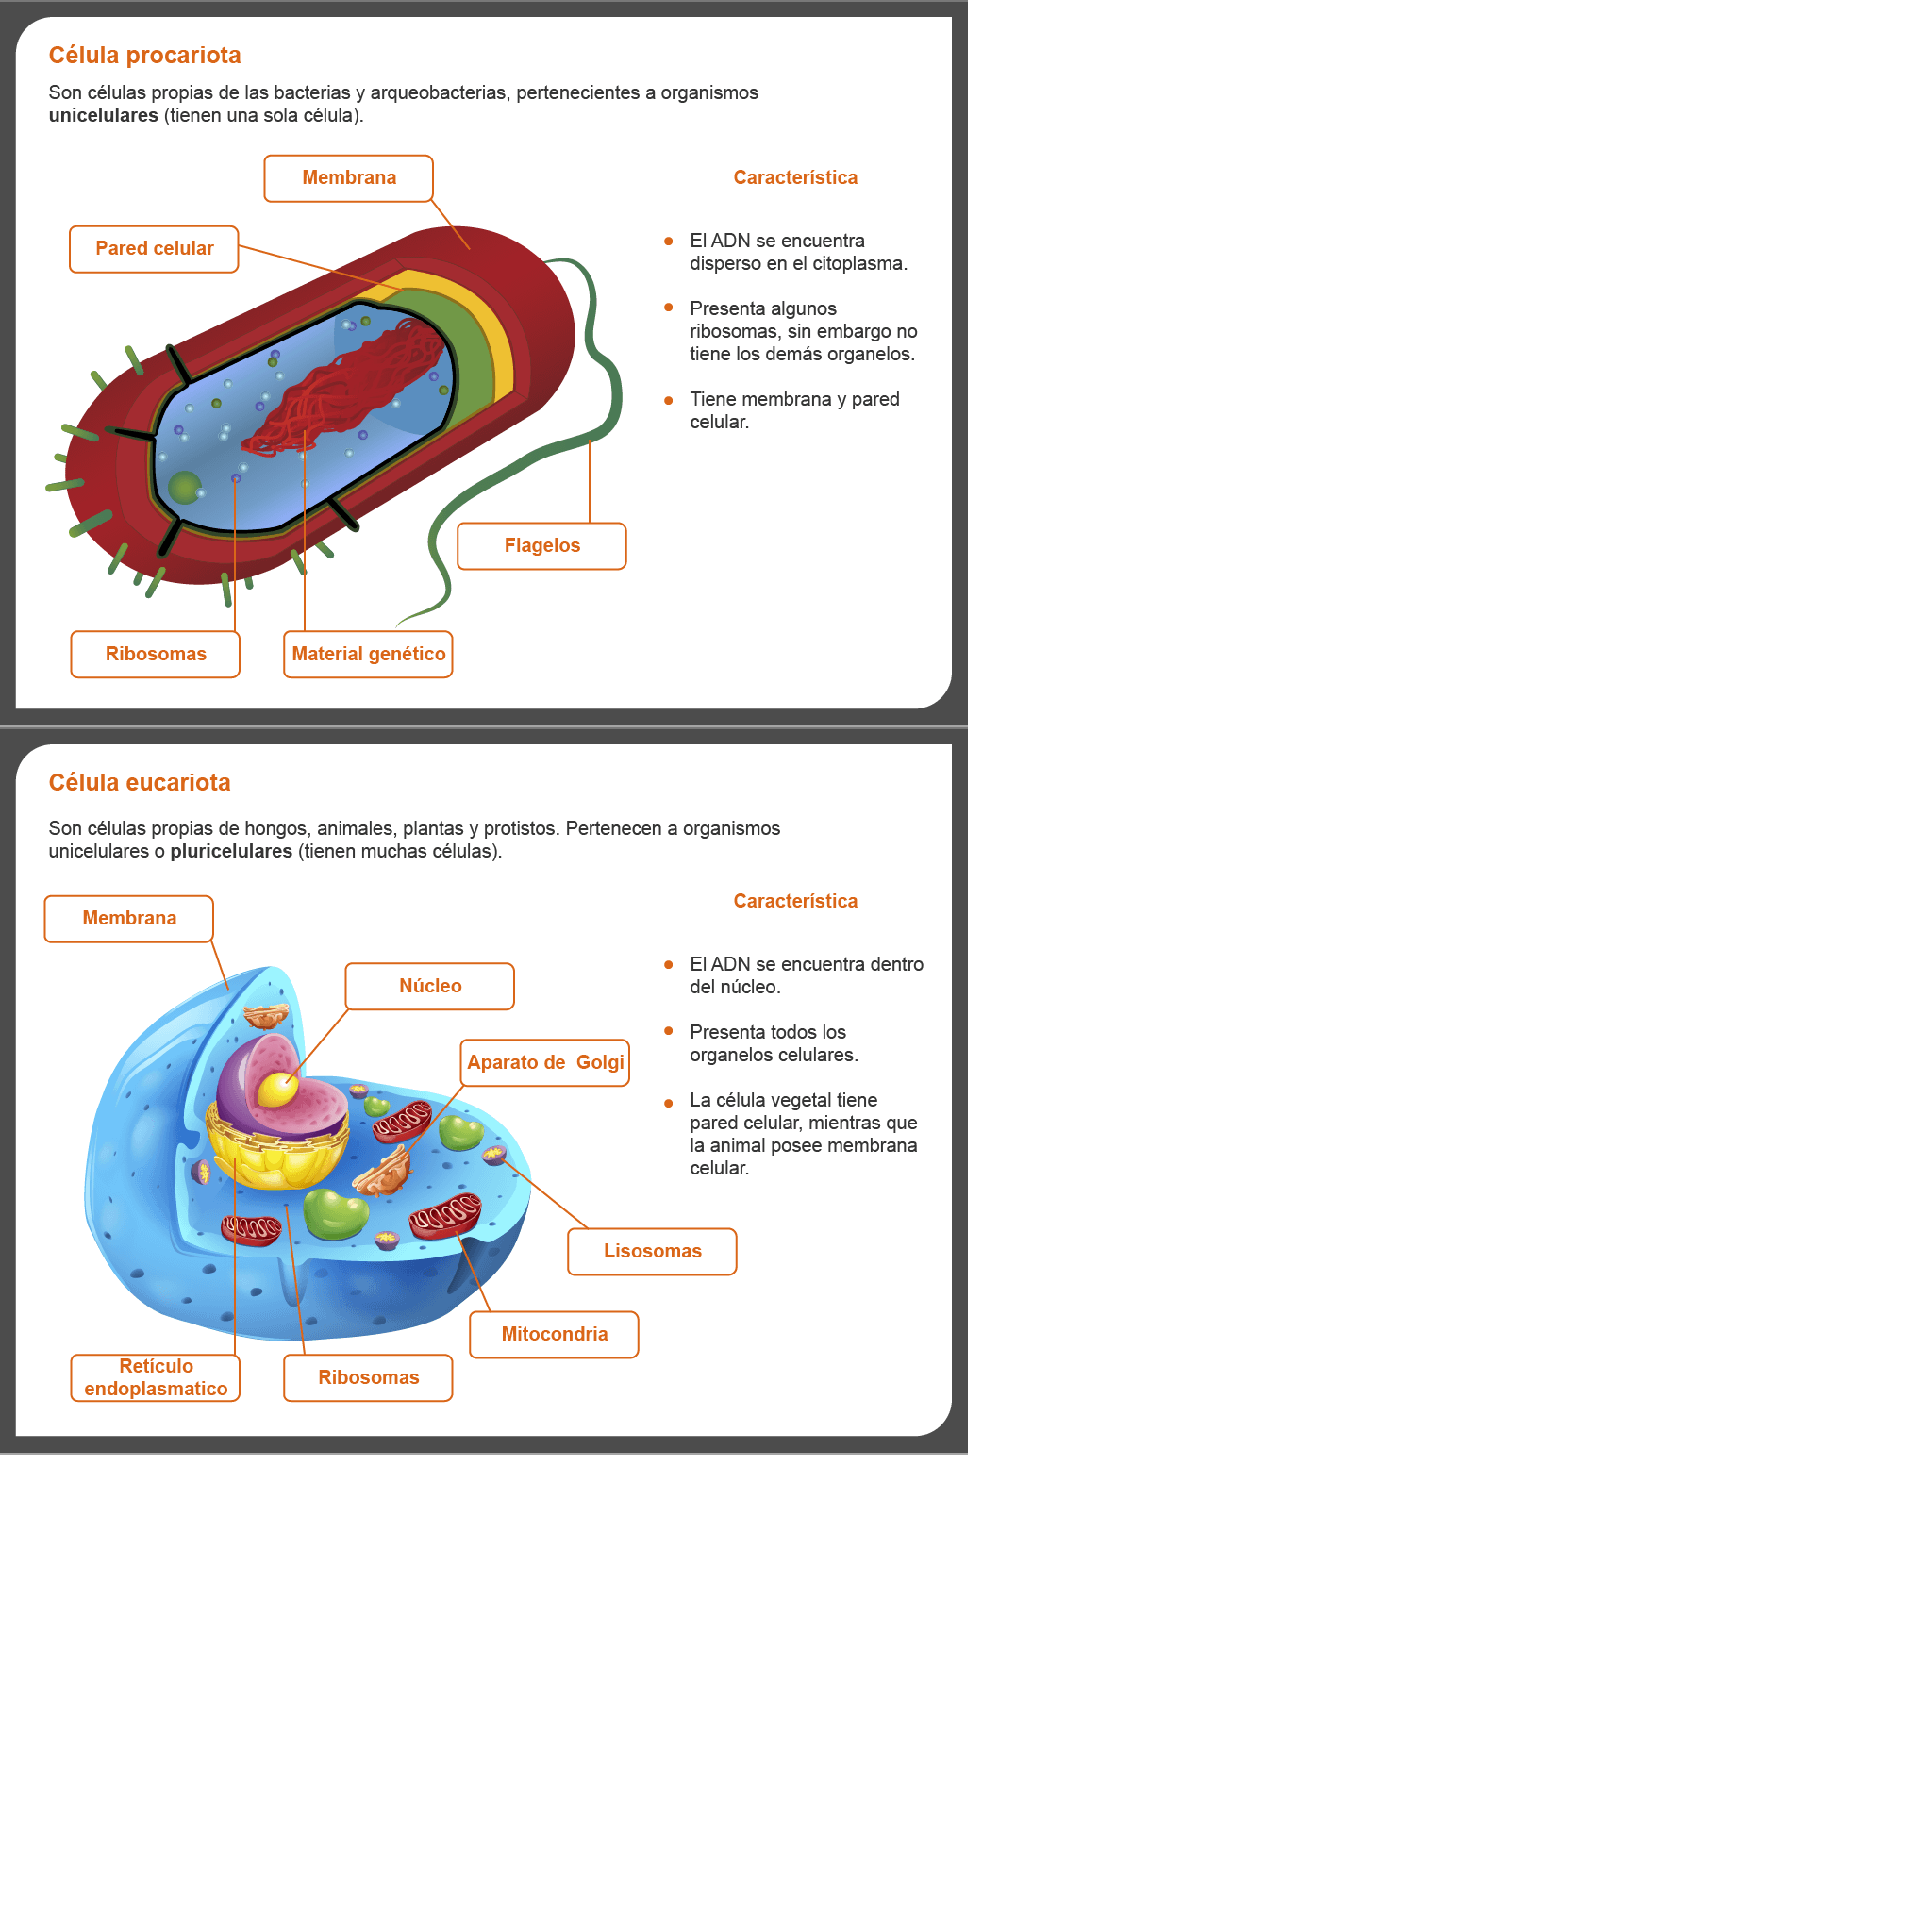 Célula procariota
Son células propias de las bacterias y arqueobacterias, pertenecientes a organismos
unicelulares (tienen una sola célula).
Membrana
Característica
Pared celular
El ADN se encuentra
disperso en el citoplasma.
Presenta algunos
ribosomas, sin embargo no
tiene los demás organelos.
Tiene membrana y pared
celular.
Flagelos
Ribosomas
Material genético
Célula eucariota
Son células propias de hongos, animales, plantas y protistos. Pertenecen a organismos
unicelulares o pluricelulares (tienen muchas células).
Membrana
Característica
Núcleo
Aparato de  Golgi
El ADN se encuentra dentro
del núcleo.
Presenta todos los
organelos celulares.
La célula vegetal tiene
pared celular, mientras que
la animal posee membrana
celular.
Lisosomas
Mitocondria
Retículo
endoplasmatico
Ribosomas